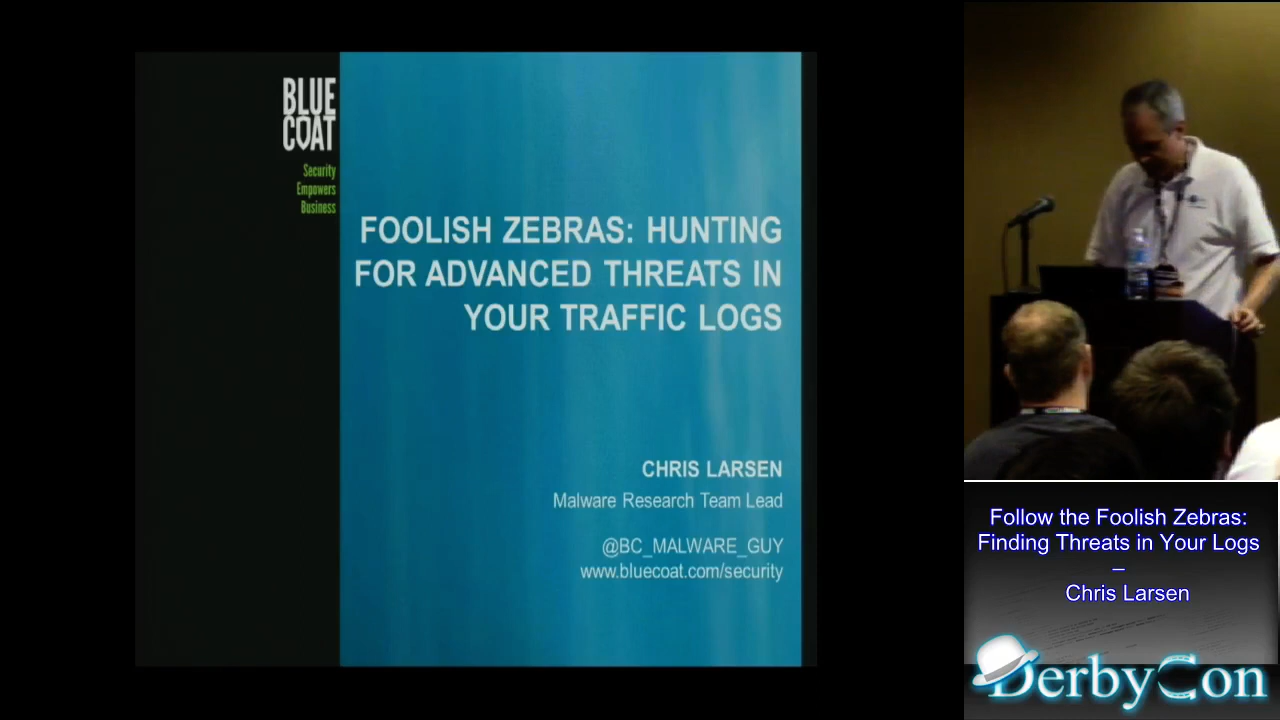 BLUE
COAT
Security
Empowers
Business
FOOLISH ZEBRAS: HUNTING
FOR ADVANCED THREATS IN
YOUR TRAFFIC LOGS
CHRIS LARSEN
Malware Research Team Lead
@BC_MALWARE_GUY
www.bluecoat.com/security
Follow the Foolish Zebras:
Finding Threats in Your Logs
–
Chris Larsen
DerbyCon